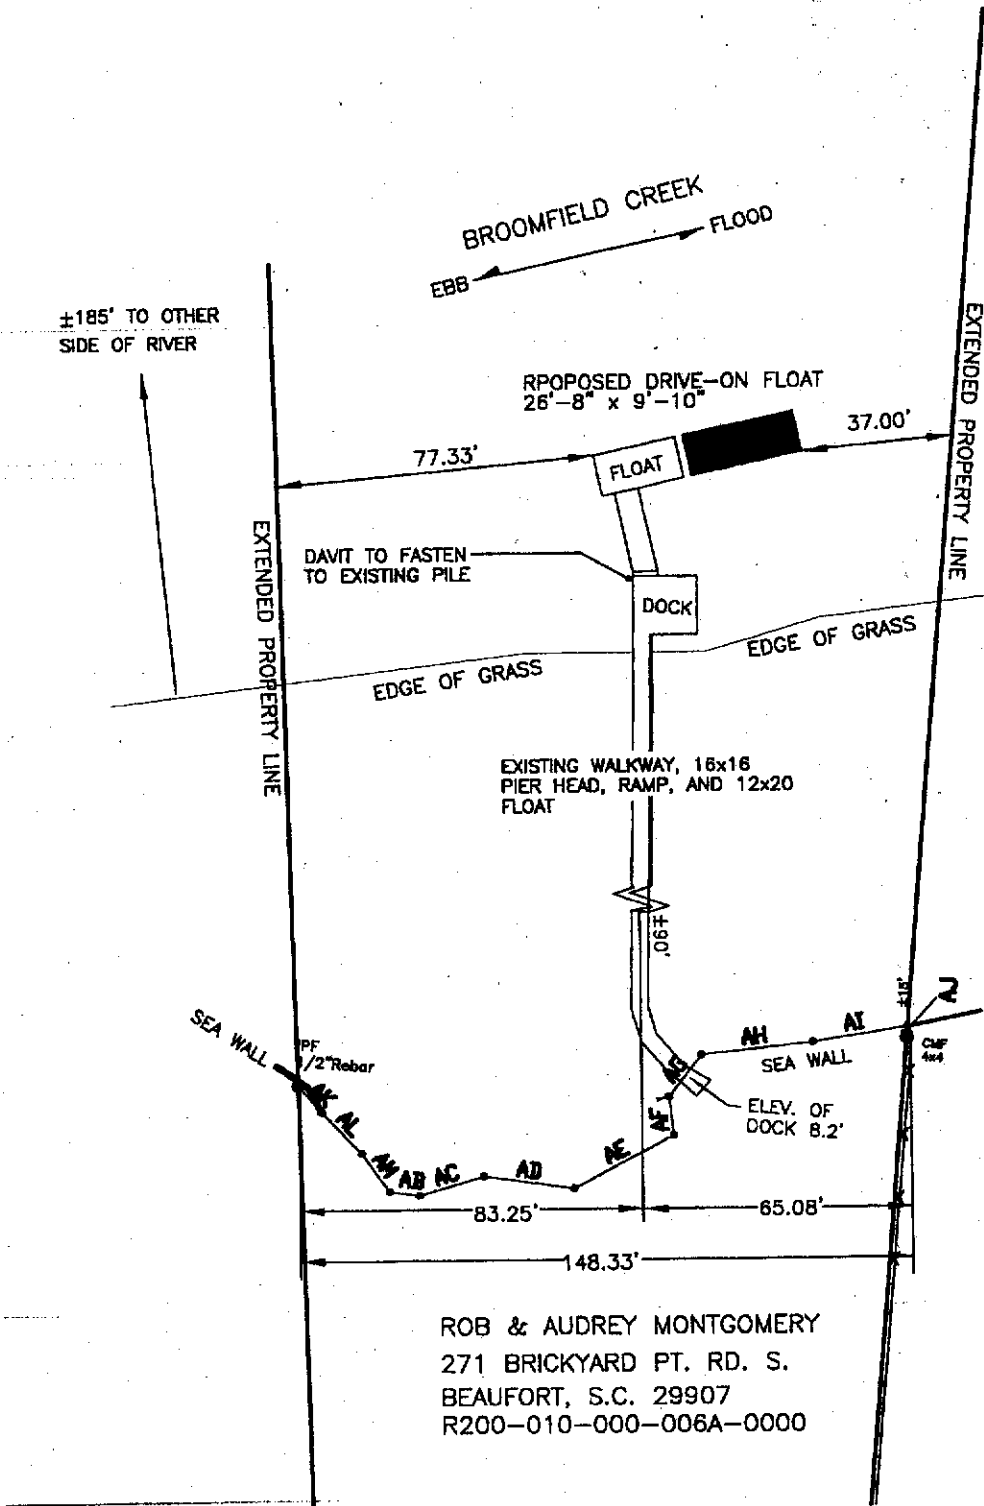 BROOMFIELD CREEK
EBB
FLOOD
±185' TO OTHER
SIDE OF RIVER
RPOPOSED DRIVE-ON FLOAT
26'-8" x 9'-10"
77.33'
37.00'
FLOAT
EXTENDED PROPERTY LINE
EXTENDED PROPERTY LINE
DAVIT TO FASTEN
TO EXISTING PILE
DOCK
EDGE OF GRASS
EDGE OF GRASS
EXISTING WALKWAY, 16x16
PIER HEAD, RAMP, AND 12x20
FLOAT
±90'
±18'
SEA WALL
IPF
1/2"Rebar
AH
AI
SEA WALL
CMF
4x4
AG
AK
AL
AF
ELEV. OF
DOCK 8.2'
AE
AB
AC
AD
83.25'
65.08'
148.33'
ROB & AUDREY MONTGOMERY
271 BRICKYARD PT. RD. S.
BEAUFORT, S.C. 29907
R200-010-000-006A-0000